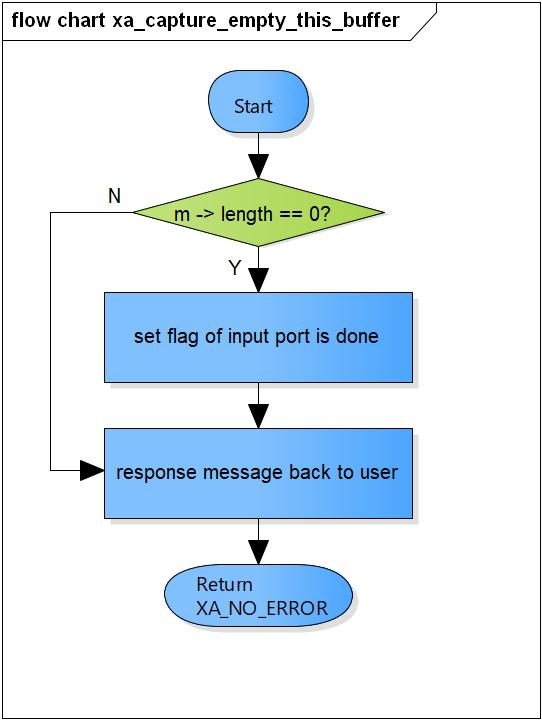 flow chart xa_capture_empty_this_buffer
Start
N
m -> length == 0?
Y
set flag of input port is done
response message back to user
Return
XA_NO_ERROR